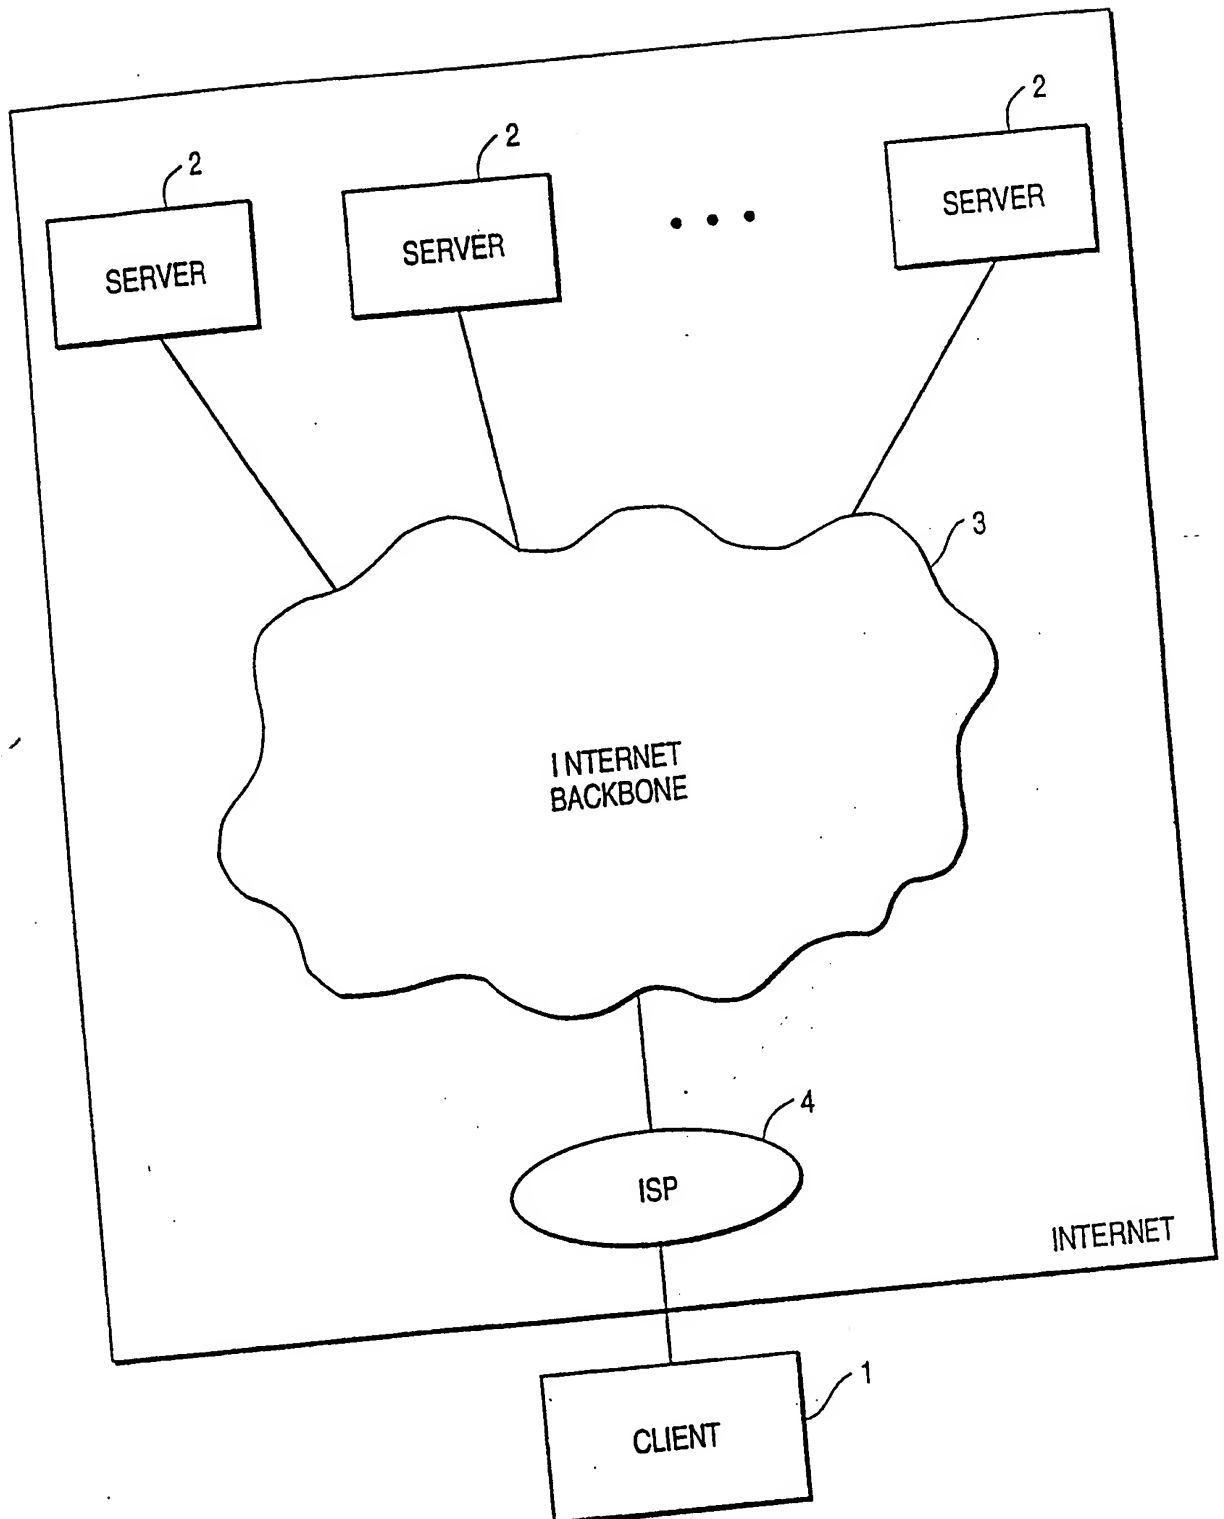 2
2
2
SERVER
SERVER
SERVER
3
INTERNET
BACKBONE
4
ISP
INTERNET
1
CLIENT